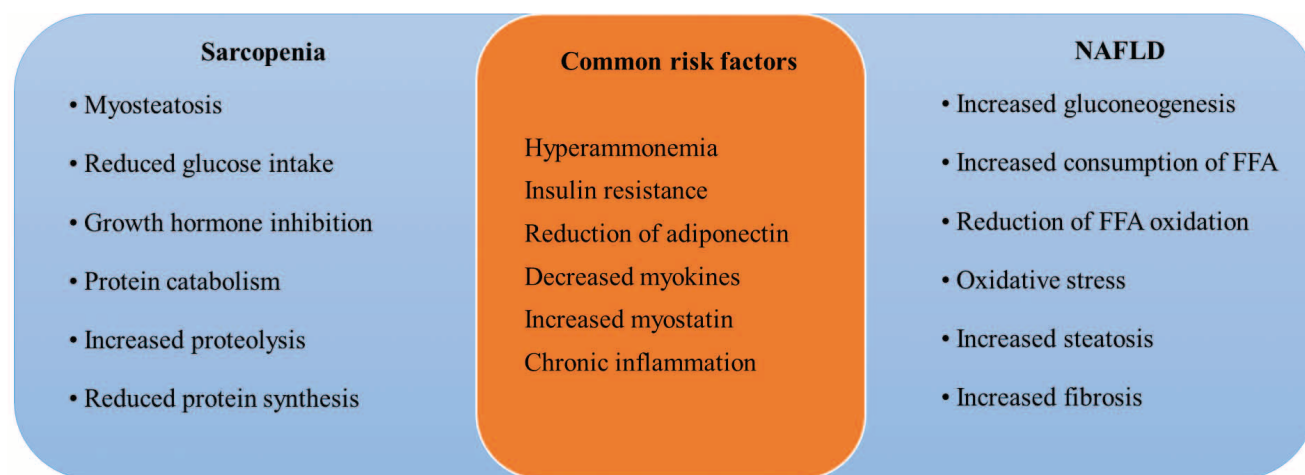 Sarcopenia
• Myosteatosis
• Reduced glucose intake
• Growth hormone inhibition
• Protein catabolism
• Increased proteolysis
• Reduced protein synthesis
Common risk factors
Hyperammonemia
Insulin resistance
Reduction of adiponectin
Decreased myokines
Increased myostatin
Chronic inflammation
NAFLD
• Increased gluconeogenesis
• Increased consumption of FFA
• Reduction of FFA oxidation
• Oxidative stress
• Increased steatosis
• Increased fibrosis